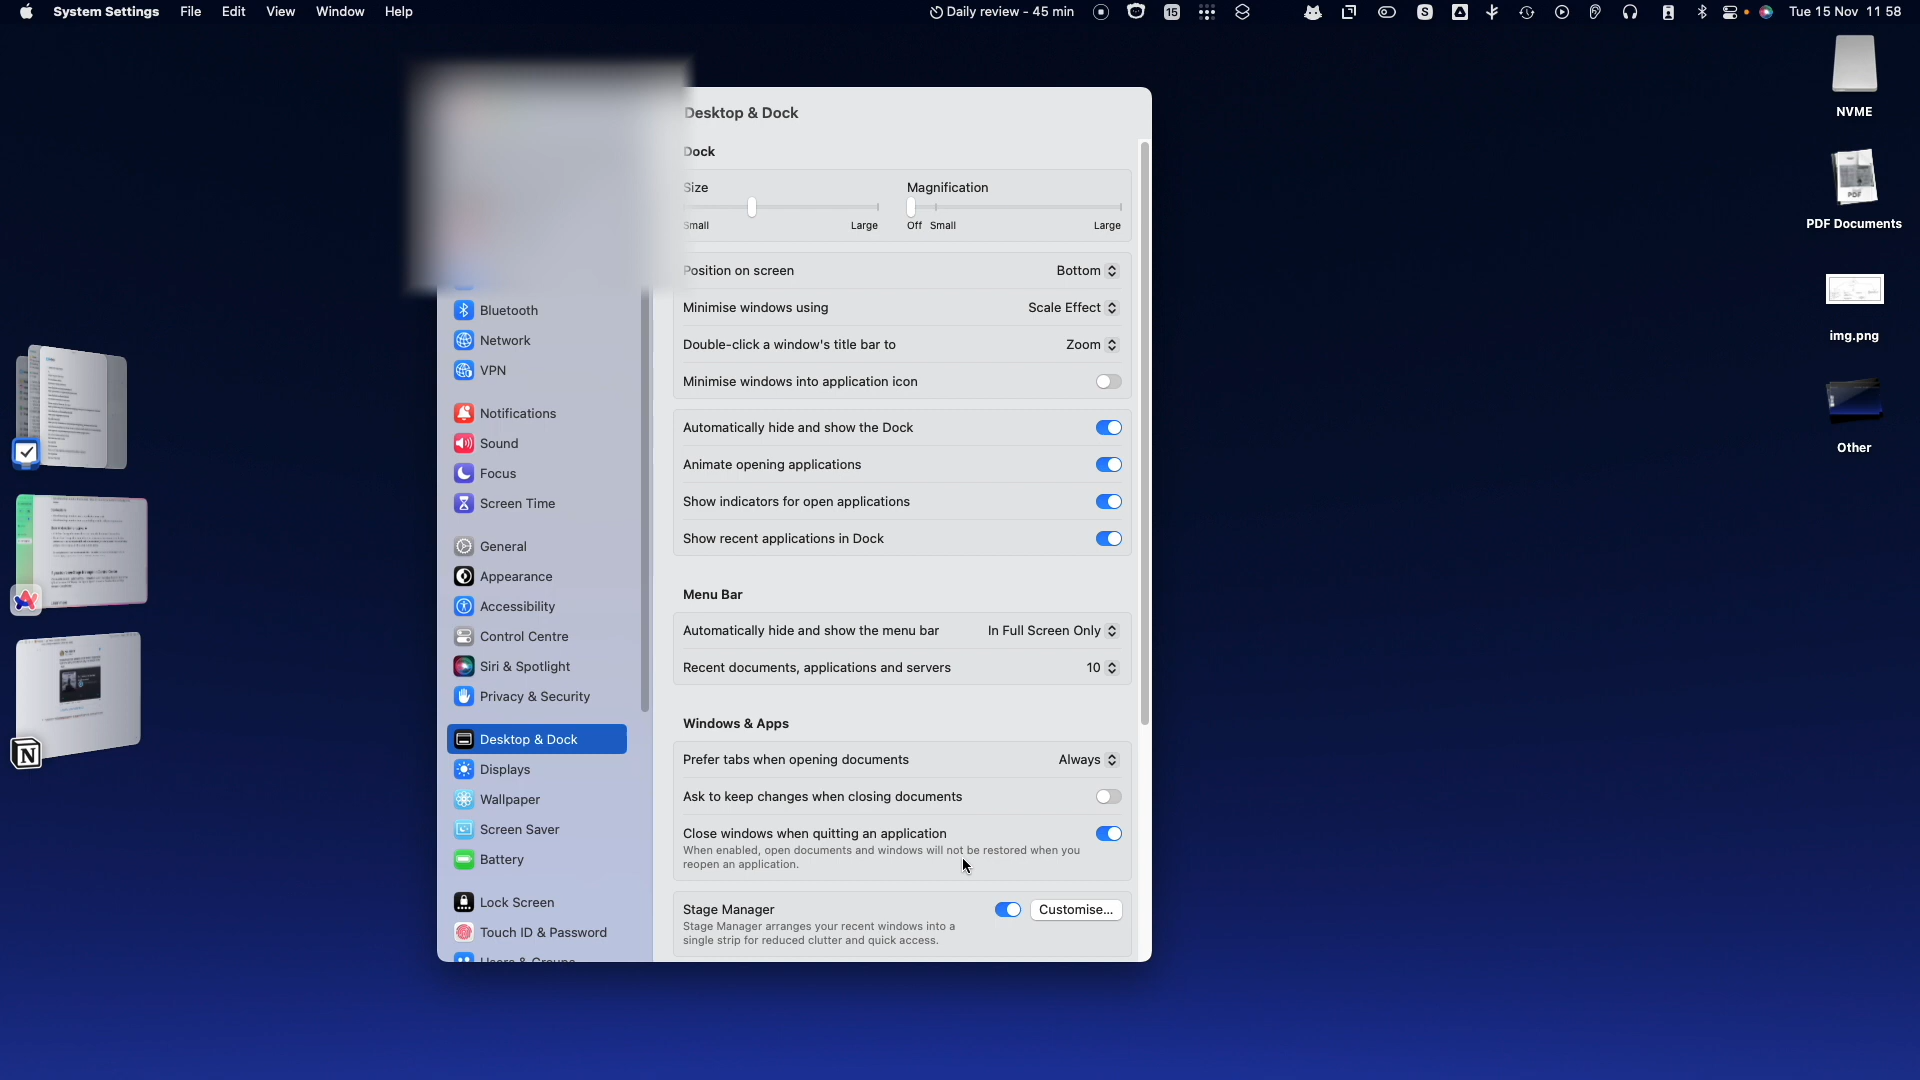 System Settings File Edit View Window Help Daily review - 45 min 15 S Tue 15 Nov 11 58
NVME
PDF
PDF Documents
img.png
Other
N
Bluetooth
Network
VPN
Notifications
Sound
Focus
Screen Time
General
Appearance
Accessibility
Control Centre
Siri & Spotlight
Privacy & Security
Desktop & Dock
Displays
Wallpaper
Screen Saver
Battery
Lock Screen
Touch ID & Password
Users & Groups
Desktop & Dock
Dock
Size Magnification
Small Large Off Small Large
Position on screen Bottom
Minimise windows using Scale Effect
Double-click a window's title bar to Zoom
Minimise windows into application icon
Automatically hide and show the Dock
Animate opening applications
Show indicators for open applications
Show recent applications in Dock
Menu Bar
Automatically hide and show the menu bar In Full Screen Only
Recent documents, applications and servers 10
Windows & Apps
Prefer tabs when opening documents Always
Ask to keep changes when closing documents
Close windows when quitting an application
When enabled, open documents and windows will not be restored when you
reopen an application.
Stage Manager Customise...
Stage Manager arranges your recent windows into a
single strip for reduced clutter and quick access.